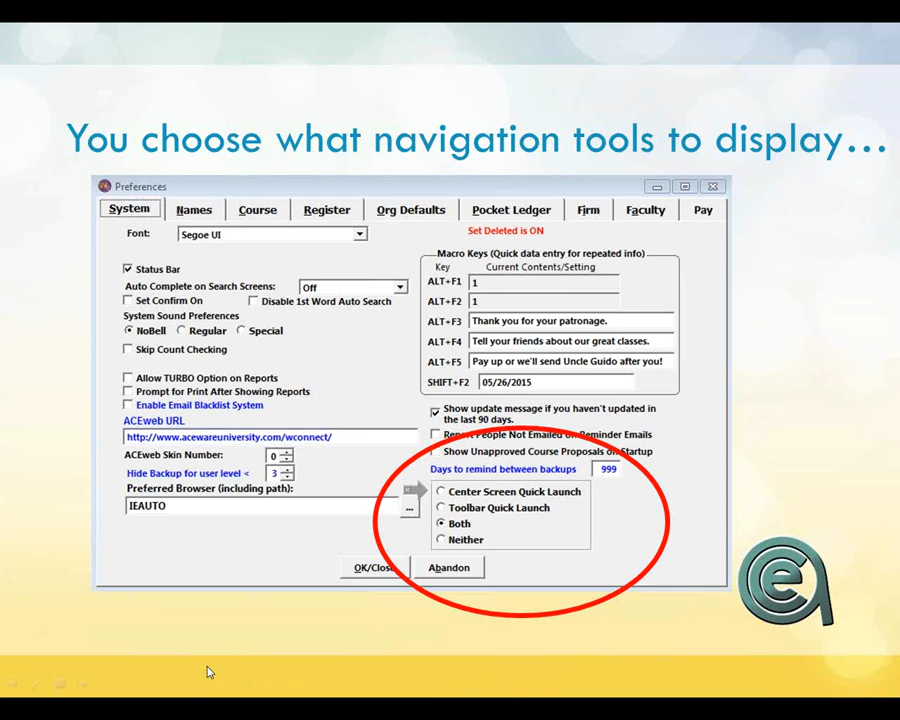 You choose what navigation tools to display...
Preferences
System Names Course Register Org Defaults Pocket Ledger Firm Faculty Pay
Font: Segoe UI
Set Deleted is ON
Status Bar
Auto Complete on Search Screens: Off
Set Confirm On Disable 1st Word Auto Search
System Sound Preferences
NoBell Regular Special
Skip Count Checking
Allow TURBO Option on Reports
Prompt for Print After Showing Reports
Enable Email Blacklist System
ACEweb URL
http://www.acewareuniversity.com/wconnect/
ACEweb Skin Number: 0
Hide Backup for user level < 3
Preferred Browser (including path):
IEAUTO
...
Macro Keys (Quick data entry for repeated info)
Key Current Contents/Setting
ALT+F1 1
ALT+F2 1
ALT+F3 Thank you for your patronage.
ALT+F4 Tell your friends about our great classes.
ALT+F5 Pay up or we'll send Uncle Guido after you!
SHIFT+F2 05/26/2015
Show update message if you haven't updated in
the last 90 days.
Report People Not Emailed on Reminder Emails
Show Unapproved Course Proposals on Startup
Days to remind between backups 999
Center Screen Quick Launch
Toolbar Quick Launch
Both
Neither
OK/Close Abandon